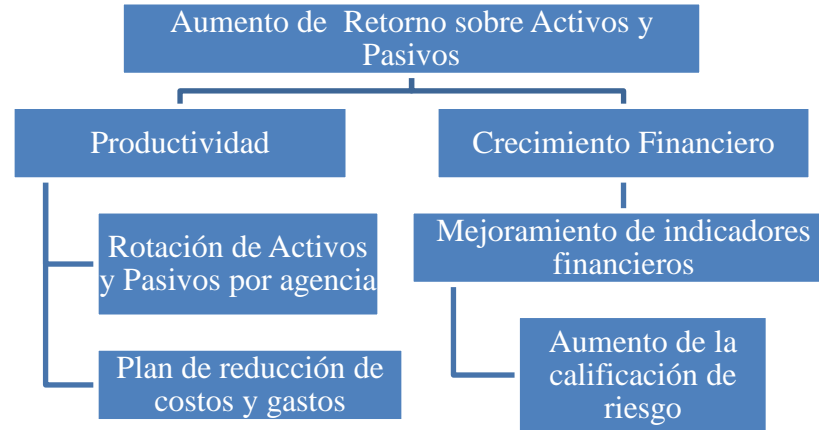 Aumento de Retorno sobre Activos y
Pasivos
Productividad
Crecimiento Financiero
Rotación de Activos
y Pasivos por agencia
Mejoramiento de indicadores
financieros
Plan de reducción de
costos y gastos
Aumento de la
calificación de
riesgo